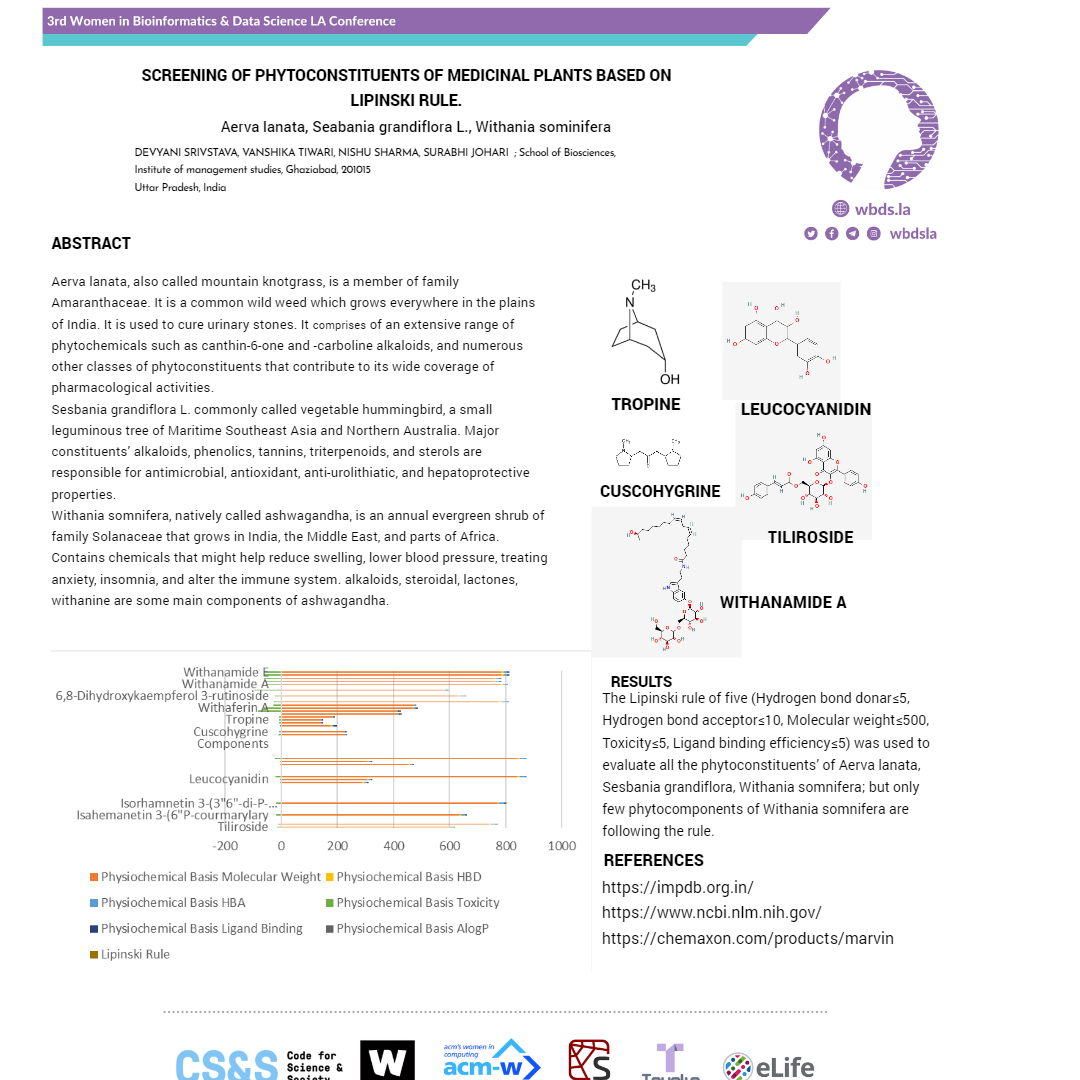 3rd Women in Bioinformatics & Data Science LA Conference
SCREENING OF PHYTOCONSTITUENTS OF MEDICINAL PLANTS BASED ON
LIPINSKI RULE.
Aerva lanata, Seabania grandiflora L., Withania sominifera
DEVYANI SRIVSTAVA, VANSHIKA TIWARI, NISHU SHARMA, SURABHI JOHARI ; School of Biosciences,
Institute of management studies, Ghaziabad, 201015
Uttar Pradesh, India
wbds.la
wbdsla
ABSTRACT
Aerva lanata, also called mountain knotgrass, is a member of family
Amaranthaceae. It is a common wild weed which grows everywhere in the plains
of India. It is used to cure urinary stones. It comprises of an extensive range of
phytochemicals such as canthin-6-one and -carboline alkaloids, and numerous
other classes of phytoconstituents that contribute to its wide coverage of
pharmacological activities.
Sesbania grandiflora L. commonly called vegetable hummingbird, a small
leguminous tree of Maritime Southeast Asia and Northern Australia. Major
constituents’ alkaloids, phenolics, tannins, triterpenoids, and sterols are
responsible for antimicrobial, antioxidant, anti-urolithiatic, and hepatoprotective
properties.
Withania somnifera, natively called ashwagandha, is an annual evergreen shrub of
family Solanaceae that grows in India, the Middle East, and parts of Africa.
Contains chemicals that might help reduce swelling, lower blood pressure, treating
anxiety, insomnia, and alter the immune system. alkaloids, steroidal, lactones,
withanine are some main components of ashwagandha.
CH3
N
OH
TROPINE
LEUCOCYANIDIN
CUSCOHYGRINE
TILIROSIDE
WITHANAMIDE A
Withanamide E
Withanamide A
6,8-Dihydroxykaempferol 3-rutinoside
Withaferin A
Tropine
Cuscohygrine
Components
Leucocyanidin
Isorhamnetin 3-(3"6"-di-P-...
Isahemanetin 3-(6"P-courmarylary
Tiliroside
-200 0 200 400 600 800 1000
Physiochemical Basis Molecular Weight
Physiochemical Basis HBD
Physiochemical Basis HBA
Physiochemical Basis Toxicity
Physiochemical Basis Ligand Binding
Physiochemical Basis AlogP
Lipinski Rule
RESULTS
The Lipinski rule of five (Hydrogen bond donar≤5,
Hydrogen bond acceptor≤10, Molecular weight≤500,
Toxicity≤5, Ligand binding efficiency≤5) was used to
evaluate all the phytoconstituents’ of Aerva lanata,
Sesbania grandiflora, Withania somnifera; but only
few phytocomponents of Withania somnifera are
following the rule.
REFERENCES
https://impdb.org.in/
https://www.ncbi.nlm.nih.gov/
https://chemaxon.com/products/marvin
CS&S
Code for
Science &
Society
W
acm's women in
computing
acm-w
S
eLife